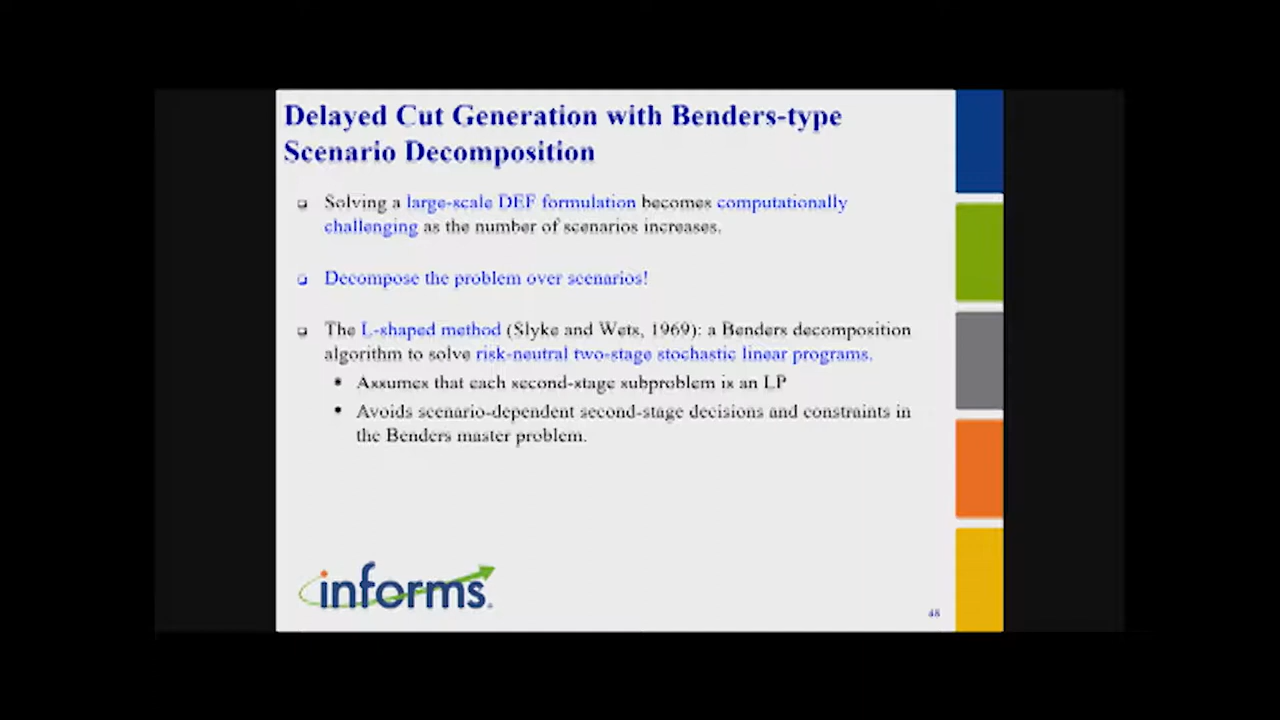 Delayed Cut Generation with Benders-type
Scenario Decomposition
Solving a large-scale DEF formulation becomes computationally
challenging as the number of scenarios increases.
Decompose the problem over scenarios!
The L-shaped method (Slyke and Wets, 1969): a Benders decomposition
algorithm to solve risk-neutral two-stage stochastic linear programs.
• Assumes that each second-stage subproblem is an LP
• Avoids scenario-dependent second-stage decisions and constraints in
the Benders master problem.
informs
48